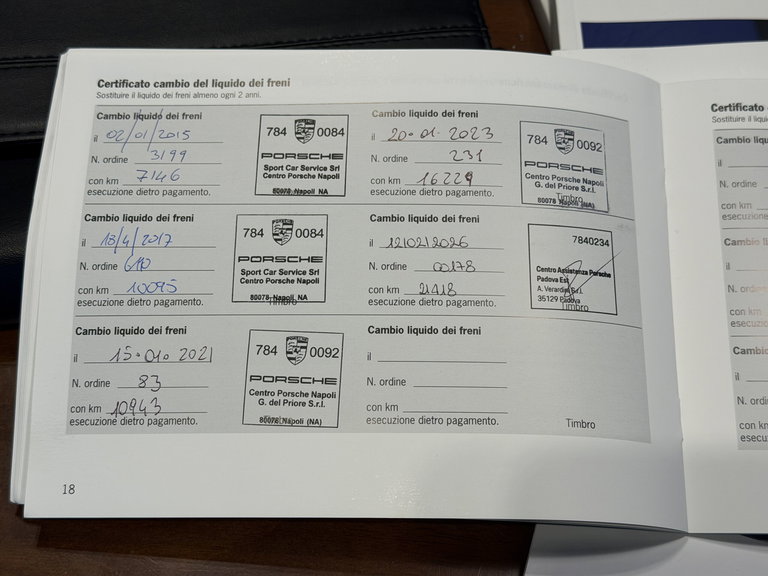 Certificato cambio del liquido dei freni
Sostituire il liquido dei freni almeno ogni 2 anni.
Cambio liquido dei freni
il 02/01/2015
N. ordine 3199
con km 7146
esecuzione dietro pagamento.
784 0084
PORSCHE
Sport Car Service Srl
Centro Porsche Napoli
80078 Napoli NA
Cambio liquido dei freni
il 18/4/2017
N. ordine 610
con km 10095
esecuzione dietro pagamento.
784 0084
PORSCHE
Sport Car Service Srl
Centro Porsche Napoli
80078 Napoli NA
Timbro
Cambio liquido dei freni
il 15-01-2021
N. ordine 83
con km 10943
esecuzione dietro pagamento.
784 0092
PORSCHE
Centro Porsche Napoli
G. del Priore S.r.l.
80078 Napoli (NA)
Cambio liquido dei freni
il 20-01-2023
N. ordine 231
con km 16229
esecuzione dietro pagamento.
784 0092
PORSCHE
Centro Porsche Napoli
G. del Priore S.r.l.
Timbro
80078 Napoli (NA)
Cambio liquido dei freni
il 12/02/2026
N. ordine 00178
con km 21418
esecuzione dietro pagamento.
7840234
Centro Assistenza Porsche
Padova Est
A. Verardi S.r.l.
35129 Padova
Timbro
Cambio liquido dei freni
il
N. ordine
con km
esecuzione dietro pagamento.
Timbro
18
Certificato
Sostituire il
Cambio
il
N. ordine
con km
esecuzione
Cambio
il
N.
con km
Cambio
il
N.
con